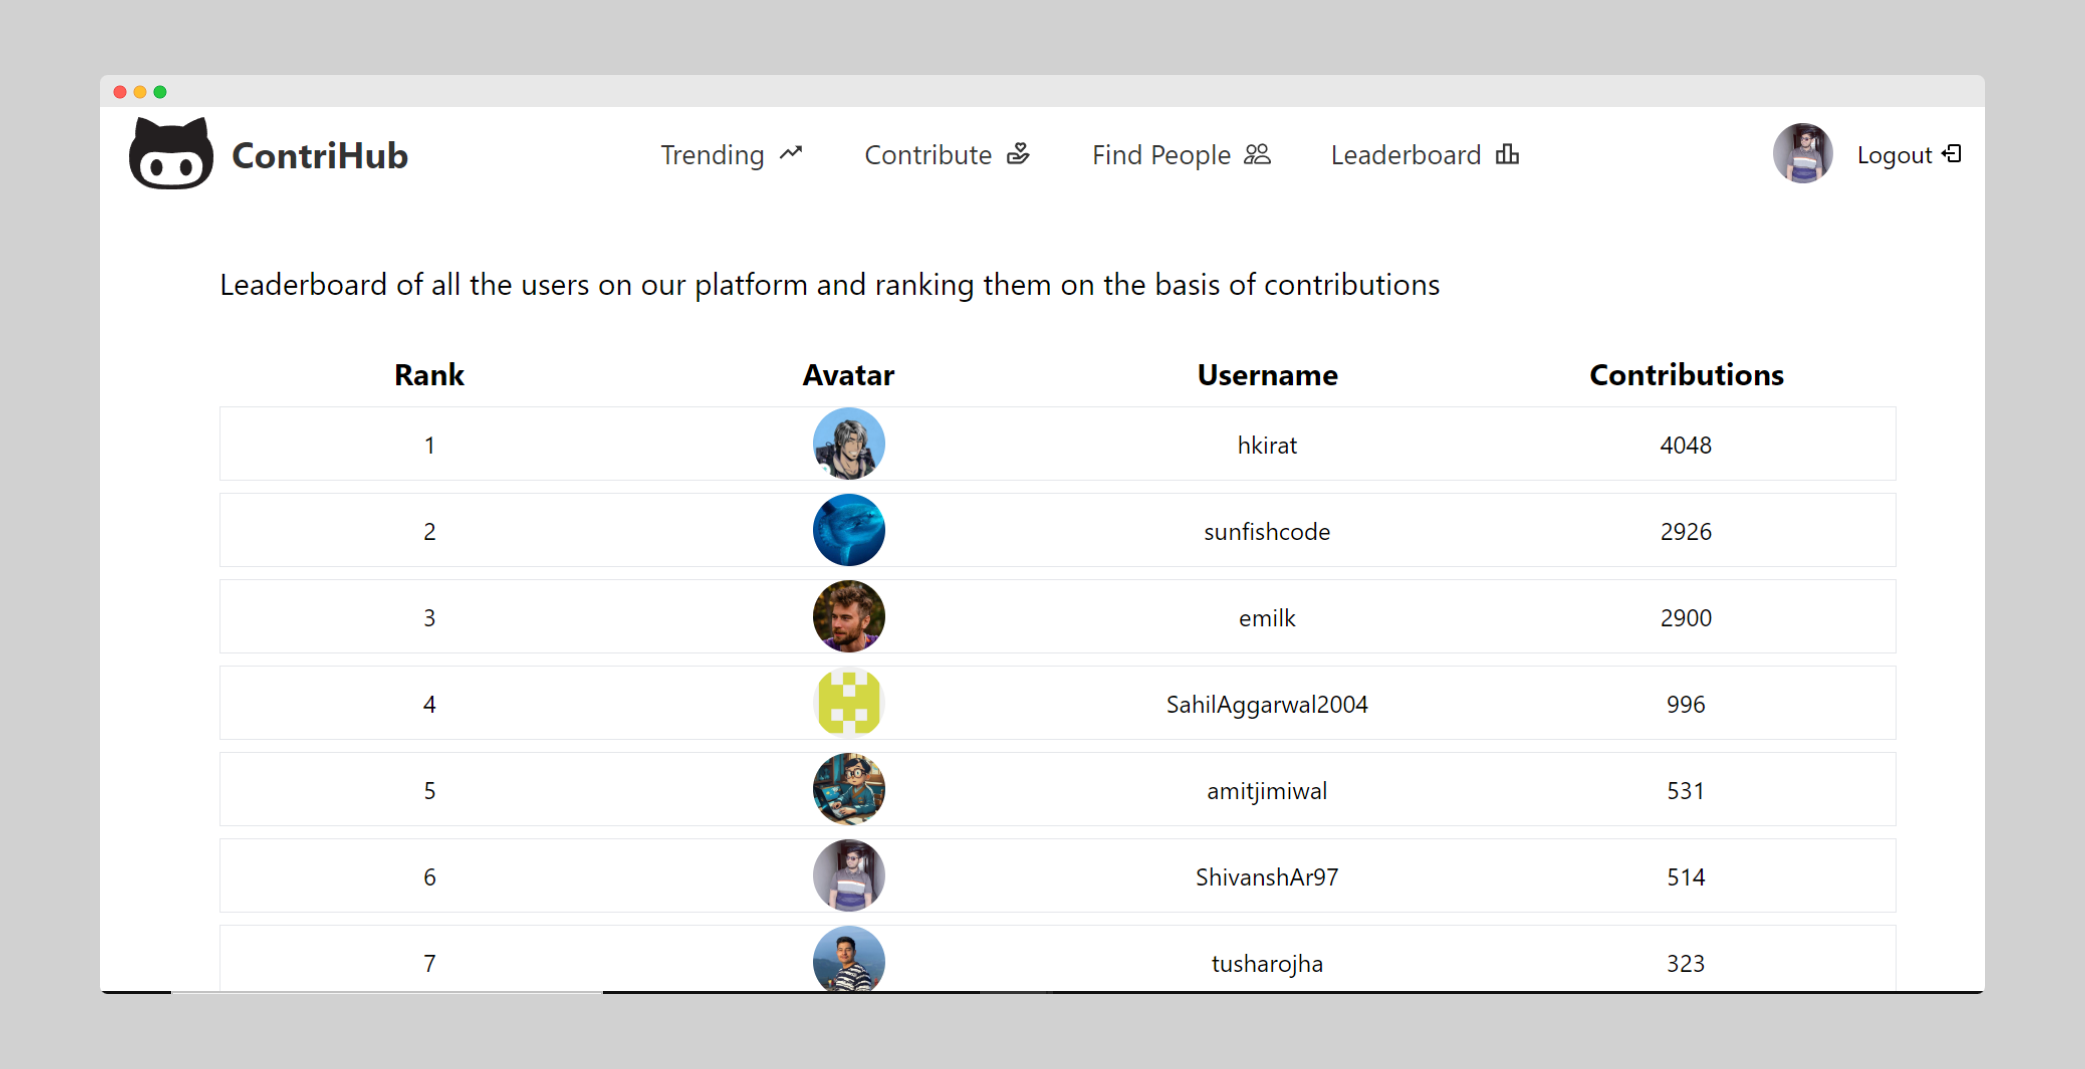 ContriHub
Trending
Contribute
Find People
Leaderboard
Logout
Leaderboard of all the users on our platform and ranking them on the basis of contributions
Rank Avatar Username Contributions
1 hkirat 4048
2 sunfishcode 2926
3 emilk 2900
4 SahilAggarwal2004 996
5 amitjimiwal 531
6 ShivanshAr97 514
7 tusharojha 323